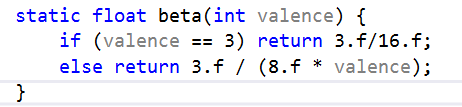 static float beta(int valence) {
    if (valence == 3) return 3.f/16.f;
    else return 3.f / (8.f * valence);
}